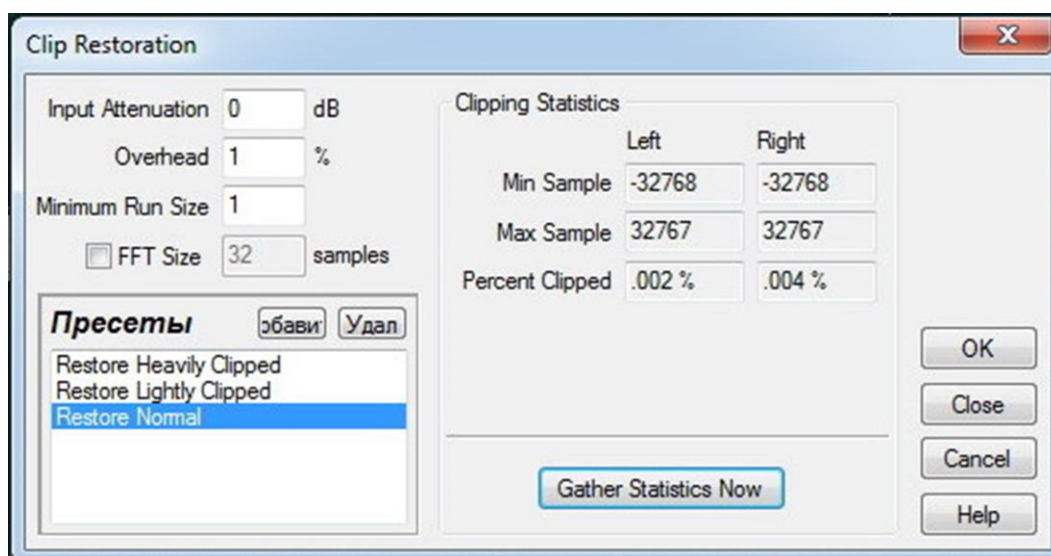 Clip Restoration
Input Attenuation 0 dB
Overhead 1 %
Minimum Run Size 1
FFT Size 32 samples
Пресеты обави Удал
Restore Heavily Clipped
Restore Lightly Clipped
Restore Normal
Clipping Statistics
Left Right
Min Sample -32768 -32768
Max Sample 32767 32767
Percent Clipped .002 % .004 %
Gather Statistics Now
OK
Close
Cancel
Help